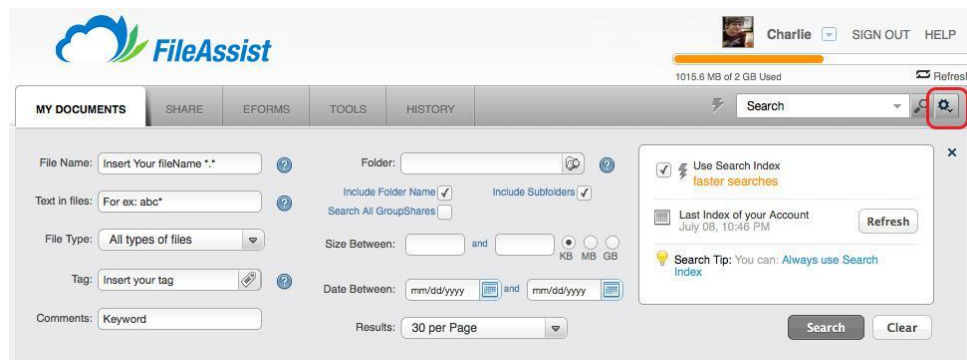 FileAssist
Charlie SIGN OUT HELP
1015.6 MB of 2 GB Used Refresh
MY DOCUMENTS SHARE EFORMS TOOLS HISTORY Search
File Name: Insert Your fileName *.*
Text in files: For ex: abc*
File Type: All types of files
Tag: Insert your tag
Comments: Keyword
Folder:
Include Folder Name Include Subfolders
Search All GroupShares
Size Between: and KB MB GB
Date Between: mm/dd/yyyy and mm/dd/yyyy
Results: 30 per Page
Use Search Index
faster searches
Last Index of your Account
July 08, 10:46 PM Refresh
Search Tip: You can: Always use Search
Index
Search Clear